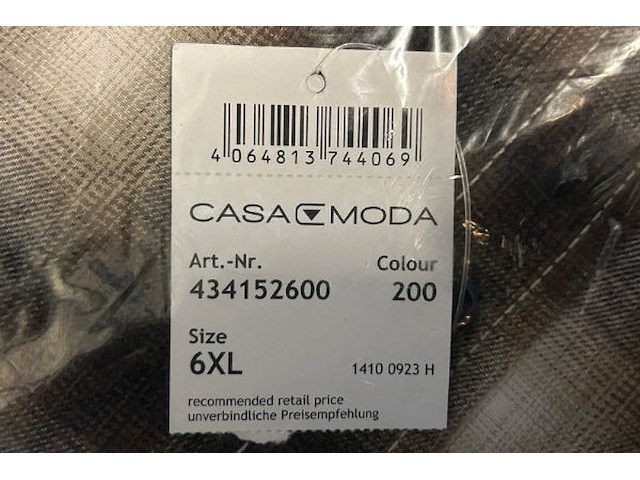 4 064813 744069
CASA MODA
Art.-Nr. Colour
434152600 200
Size
6XL 1410 0923 H
recommended retail price
unverbindliche Preisempfehlung